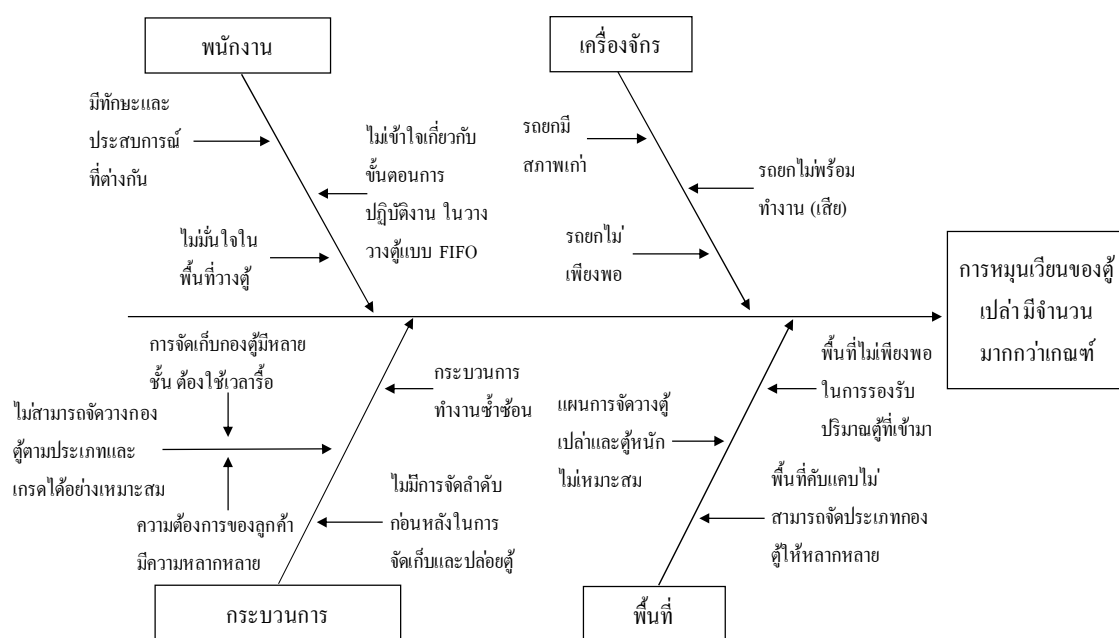 พนักงาน
เครื่องจักร
มีทักษะและ
ประสบการณ์
ที่ต่างกัน
ไม่เข้าใจเกี่ยวกับ
ขั้นตอนการ
ปฏิบัติงาน ในวาง
วางตู้แบบ FIFO
ไม่มั่นใจใน
พื้นที่วางตู้
รถยกมี
สภาพเก่า
รถยกไม่พร้อม
ทำงาน (เสีย)
รถยกไม่
เพียงพอ
การหมุนเวียนของตู้
เปล่า มีจำนวน
มากกว่าเกณฑ์
การจัดเก็บกองตู้มีหลาย
ชั้น ต้องใช้เวลารื้อ
ไม่สามารถจัดวางกอง
ตู้ตามประเภทและ
เกรดได้อย่างเหมาะสม
ความต้องการของลูกค้า
มีความหลากหลาย
กระบวนการ
ทำงานซ้ำซ้อน
ไม่มีการจัดลำดับ
ก่อนหลังในการ
จัดเก็บและปล่อยตู้
แผนการจัดวางตู้
เปล่าและตู้หนัก
ไม่เหมาะสม
พื้นที่ไม่เพียงพอ
ในการรองรับ
ปริมาณตู้ที่เข้ามา
พื้นที่คับแคบไม่
สามารถจัดประเภทกอง
ตู้ให้หลากหลาย
กระบวนการ
พื้นที่